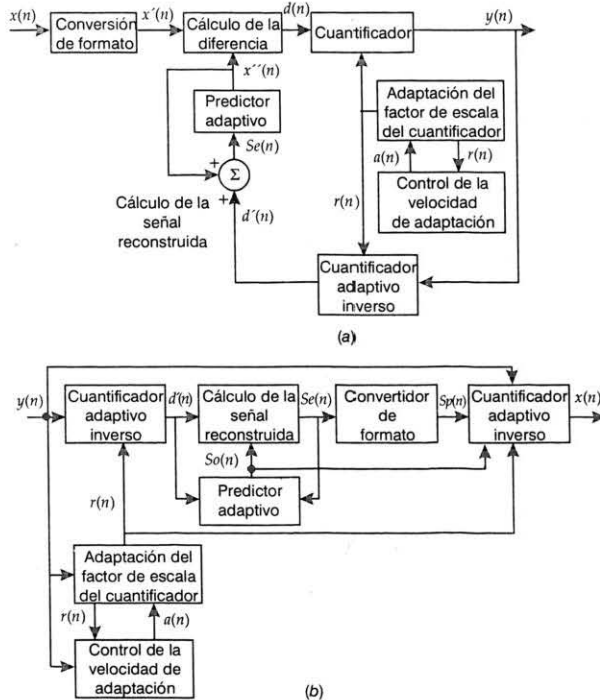 x(n)
Conversión
de formato
x´(n)
Cálculo de la
diferencia
d(n)
Cuantificador
y(n)
x´´(n)
Predictor
adaptivo
Se(n)
+
Σ
+
Cálculo de la
señal
reconstruida
d´(n)
r(n)
Adaptación del
factor de escala
del cuantificador
a(n)
r(n)
Control de la
velocidad
de adaptación
Cuantificador
adaptivo
inverso
(a)
y(n)
Cuantificador
adaptivo
inverso
d´(n)
Cálculo de la
señal
reconstruida
Se(n)
Convertidor
de
formato
Sp(n)
Cuantificador
adaptivo
inverso
x(n)
So(n)
Predictor
adaptivo
r(n)
Adaptación del
factor de escala
del cuantificador
r(n)
a(n)
Control de la
velocidad de
adaptación
(b)